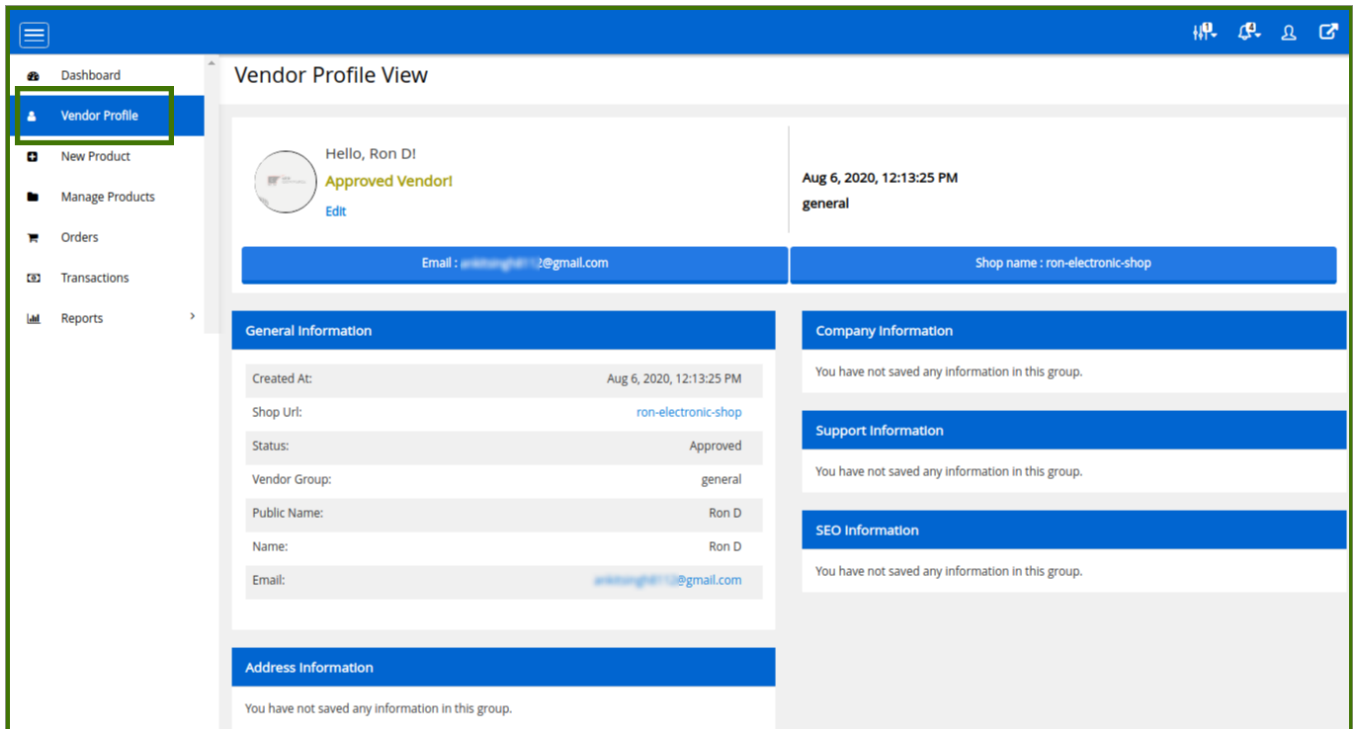 1
4
Dashboard
Vendor Profile
New Product
Manage Products
Orders
Transactions
Reports
Vendor Profile View
Hello, Ron D!
Approved Vendor!
Edit
Aug 6, 2020, 12:13:25 PM
general
Email : 2@gmail.com
Shop name : ron-electronic-shop
General Information
Created At: Aug 6, 2020, 12:13:25 PM
Shop Url: ron-electronic-shop
Status: Approved
Vendor Group: general
Public Name: Ron D
Name: Ron D
Email: @gmail.com
Address Information
You have not saved any information in this group.
Company Information
You have not saved any information in this group.
Support Information
You have not saved any information in this group.
SEO Information
You have not saved any information in this group.